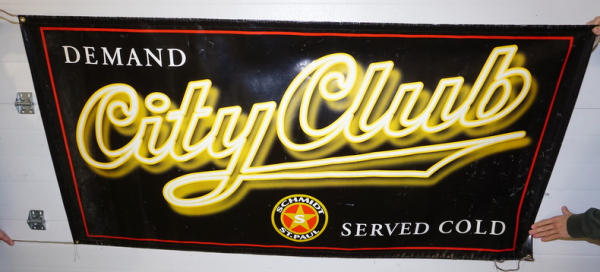 DEMAND
City Club
SCHMIDT
S
ST. PAUL
SERVED COLD